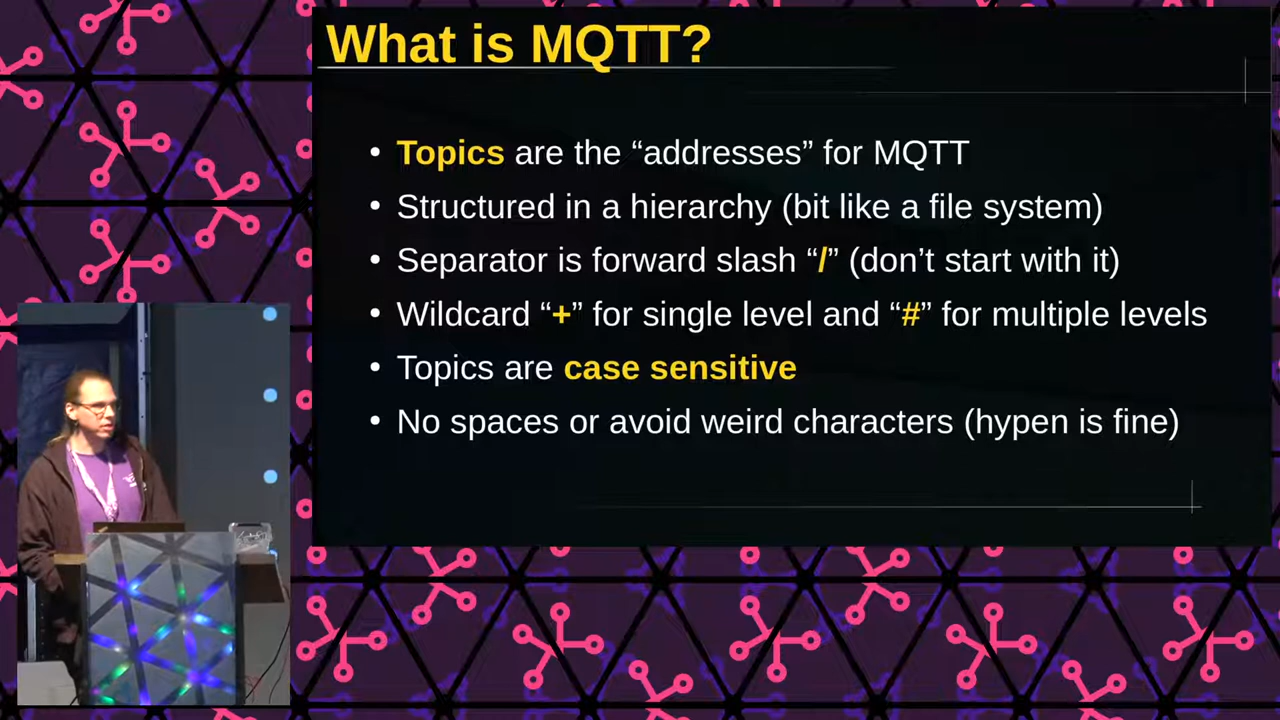 What is MQTT?
• Topics are the “addresses” for MQTT
• Structured in a hierarchy (bit like a file system)
• Separator is forward slash “/” (don’t start with it)
• Wildcard “+” for single level and “#” for multiple levels
• Topics are case sensitive
• No spaces or avoid weird characters (hypen is fine)